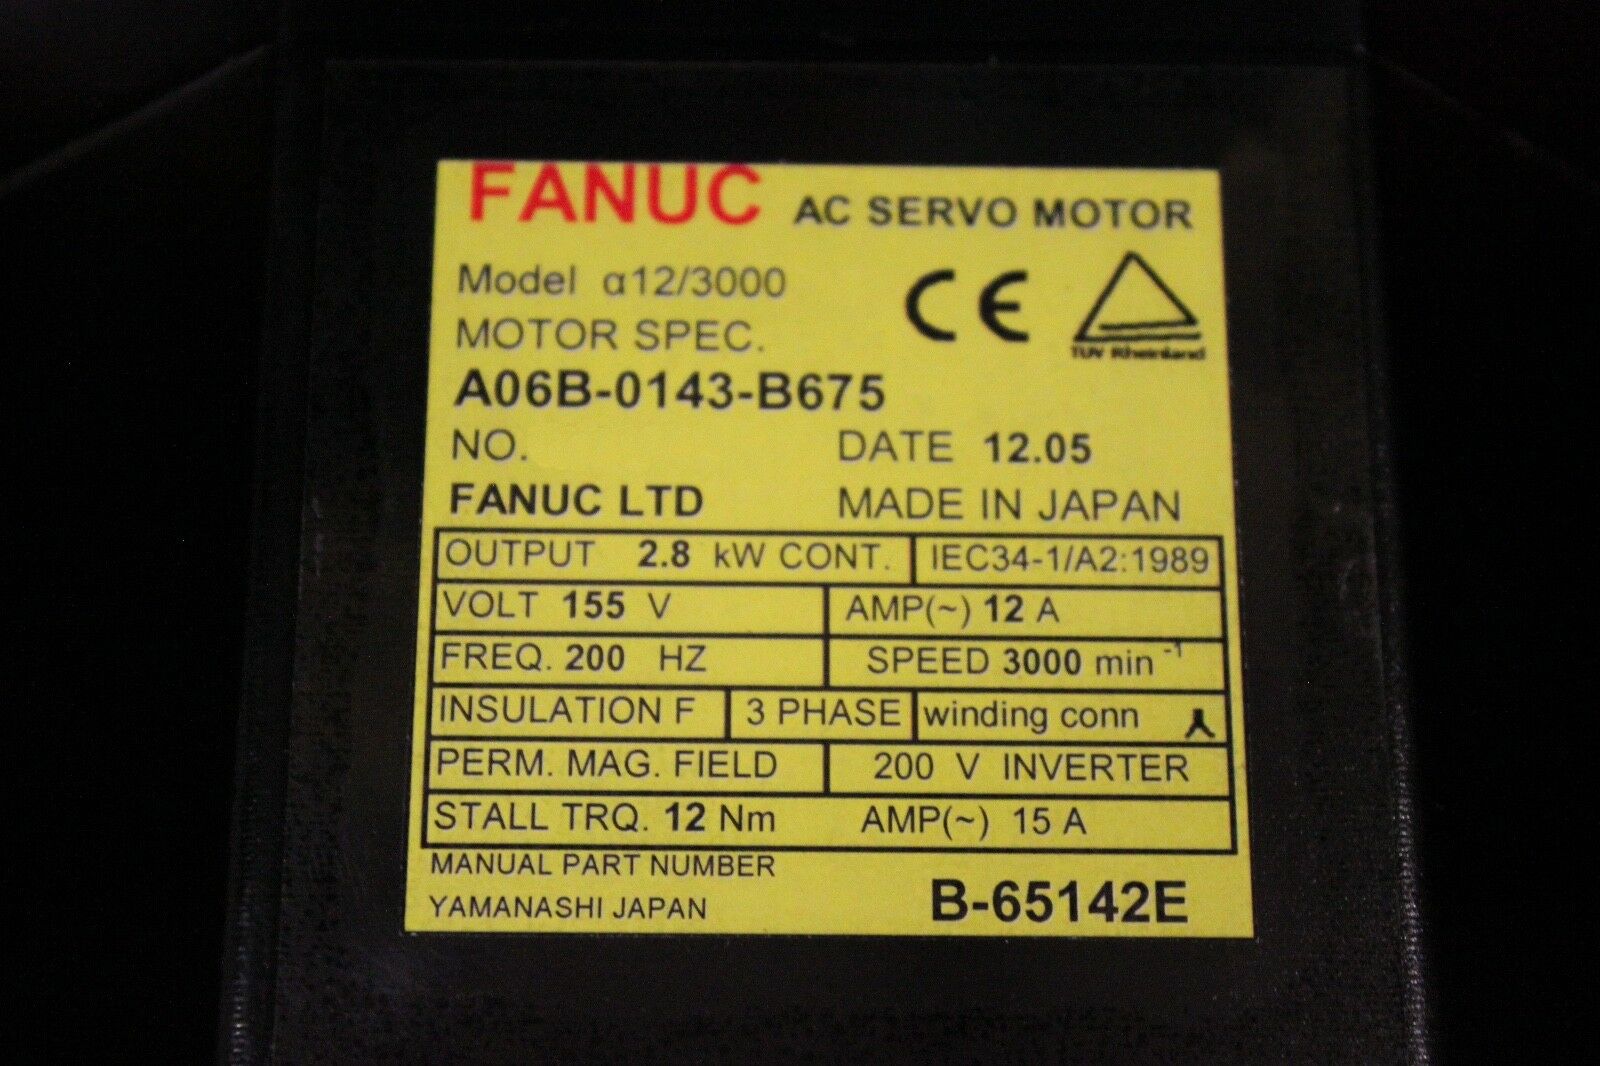 FANUC AC SERVO MOTOR
Model α12/3000
CE
TUV Rheinland
MOTOR SPEC.
A06B-0143-B675
NO. DATE 12.05
FANUC LTD MADE IN JAPAN
OUTPUT 2.8 kW CONT. IEC34-1/A2:1989
VOLT 155 V AMP(~) 12 A
FREQ. 200 HZ SPEED 3000 min⁻¹
INSULATION F 3 PHASE winding conn
PERM. MAG. FIELD 200 V INVERTER
STALL TRQ. 12 Nm AMP(~) 15 A
MANUAL PART NUMBER
YAMANASHI JAPAN B-65142E